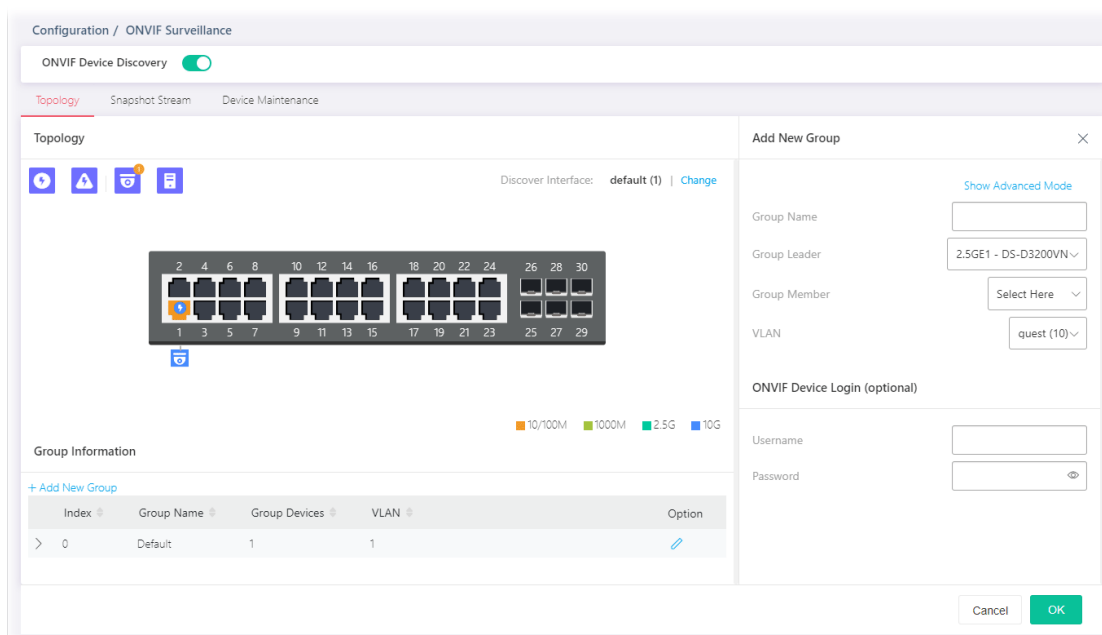 Configuration / ONVIF Surveillance
ONVIF Device Discovery
Topology Snapshot Stream Device Maintenance
Topology
1
Discover Interface: default (1) | Change
2 4 6 8 10 12 14 16 18 20 22 24 26 28 30
1 3 5 7 9 11 13 15 17 19 21 23 25 27 29
10/100M 1000M 2.5G 10G
Group Information
+ Add New Group
Index Group Name Group Devices VLAN Option
0 Default 1 1
Add New Group
Show Advanced Mode
Group Name
Group Leader 2.5GE1 - DS-D3200VN
Group Member Select Here
VLAN quest (10)
ONVIF Device Login (optional)
Username
Password
Cancel OK